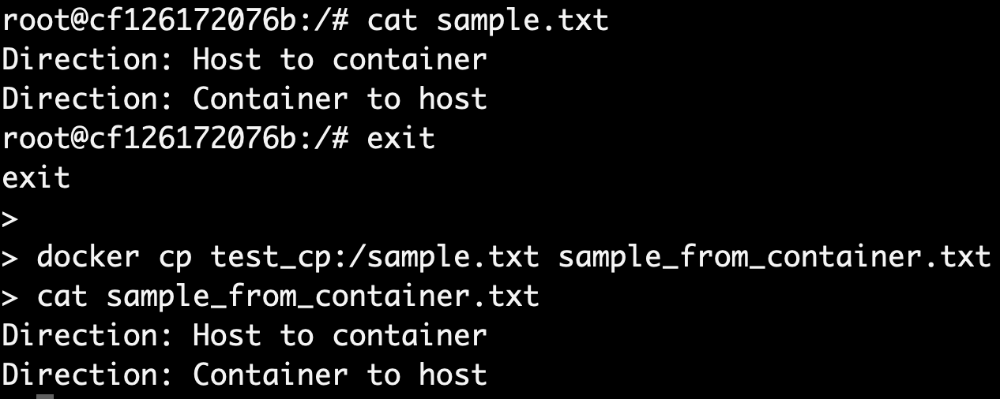 root@cf126172076b:/# cat sample.txt
Direction: Host to container
Direction: Container to host
root@cf126172076b:/# exit
exit
>
> docker cp test_cp:/sample.txt sample_from_container.txt
> cat sample_from_container.txt
Direction: Host to container
Direction: Container to host